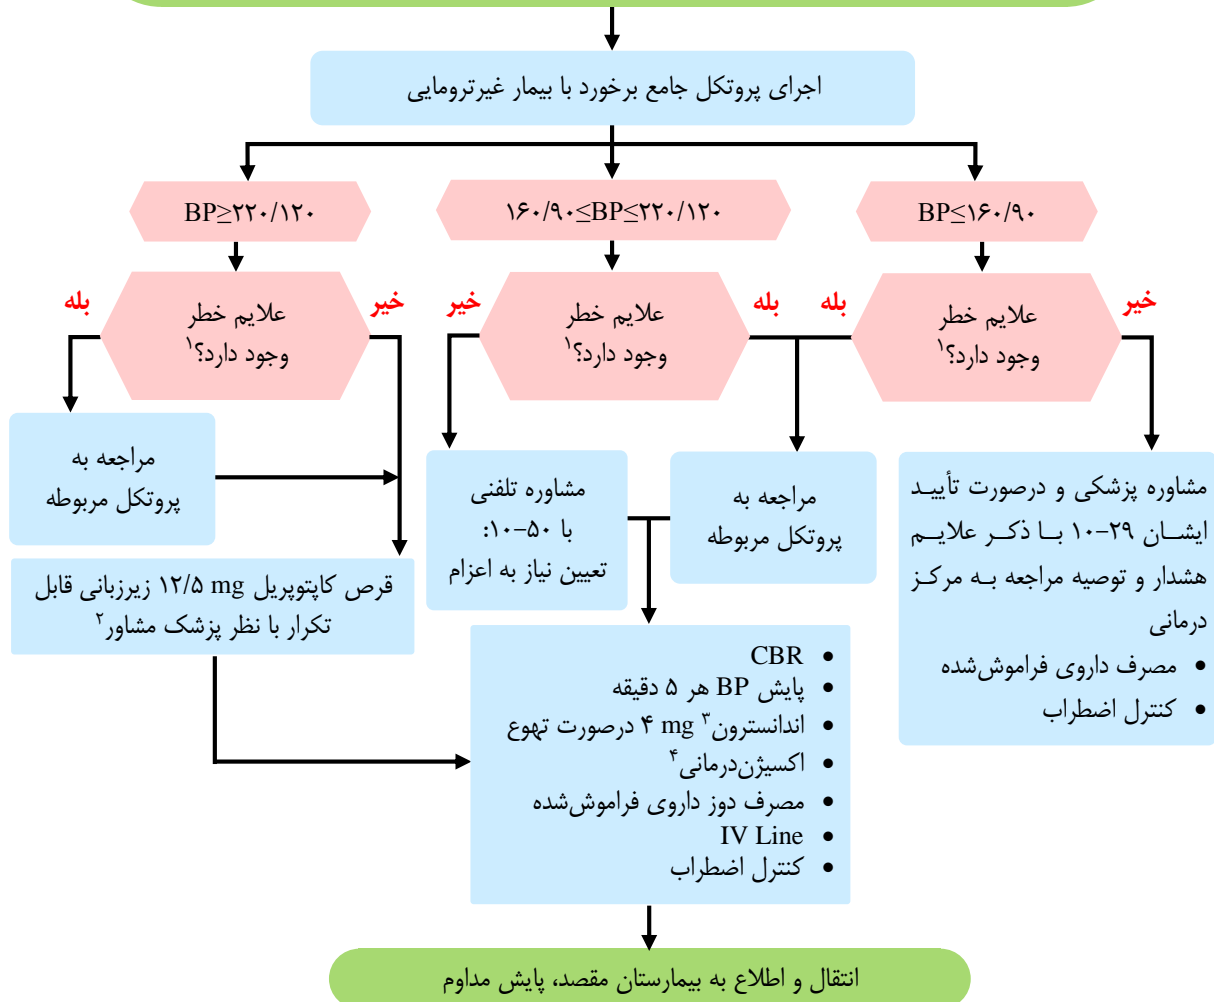 اجرای پروتکل جامع برخورد با بیمار غیرترومایی
BP≤۱۶۰/۹۰
۱۶۰/۹۰≤BP≤۲۲۰/۱۲۰
BP≥۲۲۰/۱۲۰
خیر
علایم خطر
وجود دارد؟۱
بله
بله
علایم خطر
وجود دارد؟۱
خیر
خیر
علایم خطر
وجود دارد؟۱
بله
مشاوره پزشکی و درصورت تأیید
ایشان ۲۹-۱۰ با ذکر علایم
هشدار و توصیه مراجعه به مرکز
درمانی
• مصرف داروی فراموش‌شده
• کنترل اضطراب
مراجعه به
پروتکل مربوطه
مشاوره تلفنی
با ۵۰-۱۰:
تعیین نیاز به اعزام
مراجعه به
پروتکل مربوطه
قرص کاپتوپریل ۱۲/۵ mg زیرزبانی قابل
تکرار با نظر پزشک مشاور۲
• CBR
• پایش BP هر ۵ دقیقه
• اندانسترون۳ ۴ mg درصورت تهوع
• اکسیژن‌درمانی۴
• مصرف دوز داروی فراموش‌شده
• IV Line
• کنترل اضطراب
انتقال و اطلاع به بیمارستان مقصد، پایش مداوم